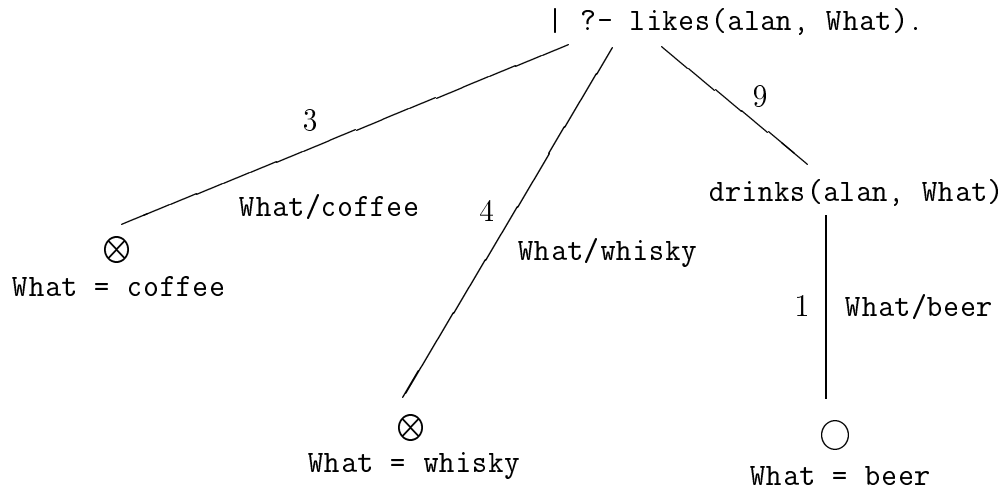 | ?- likes(alan, What).
3
9
drinks(alan, What)
What/coffee
4
What/whisky
What = coffee
1
What/beer
What = whisky
What = beer